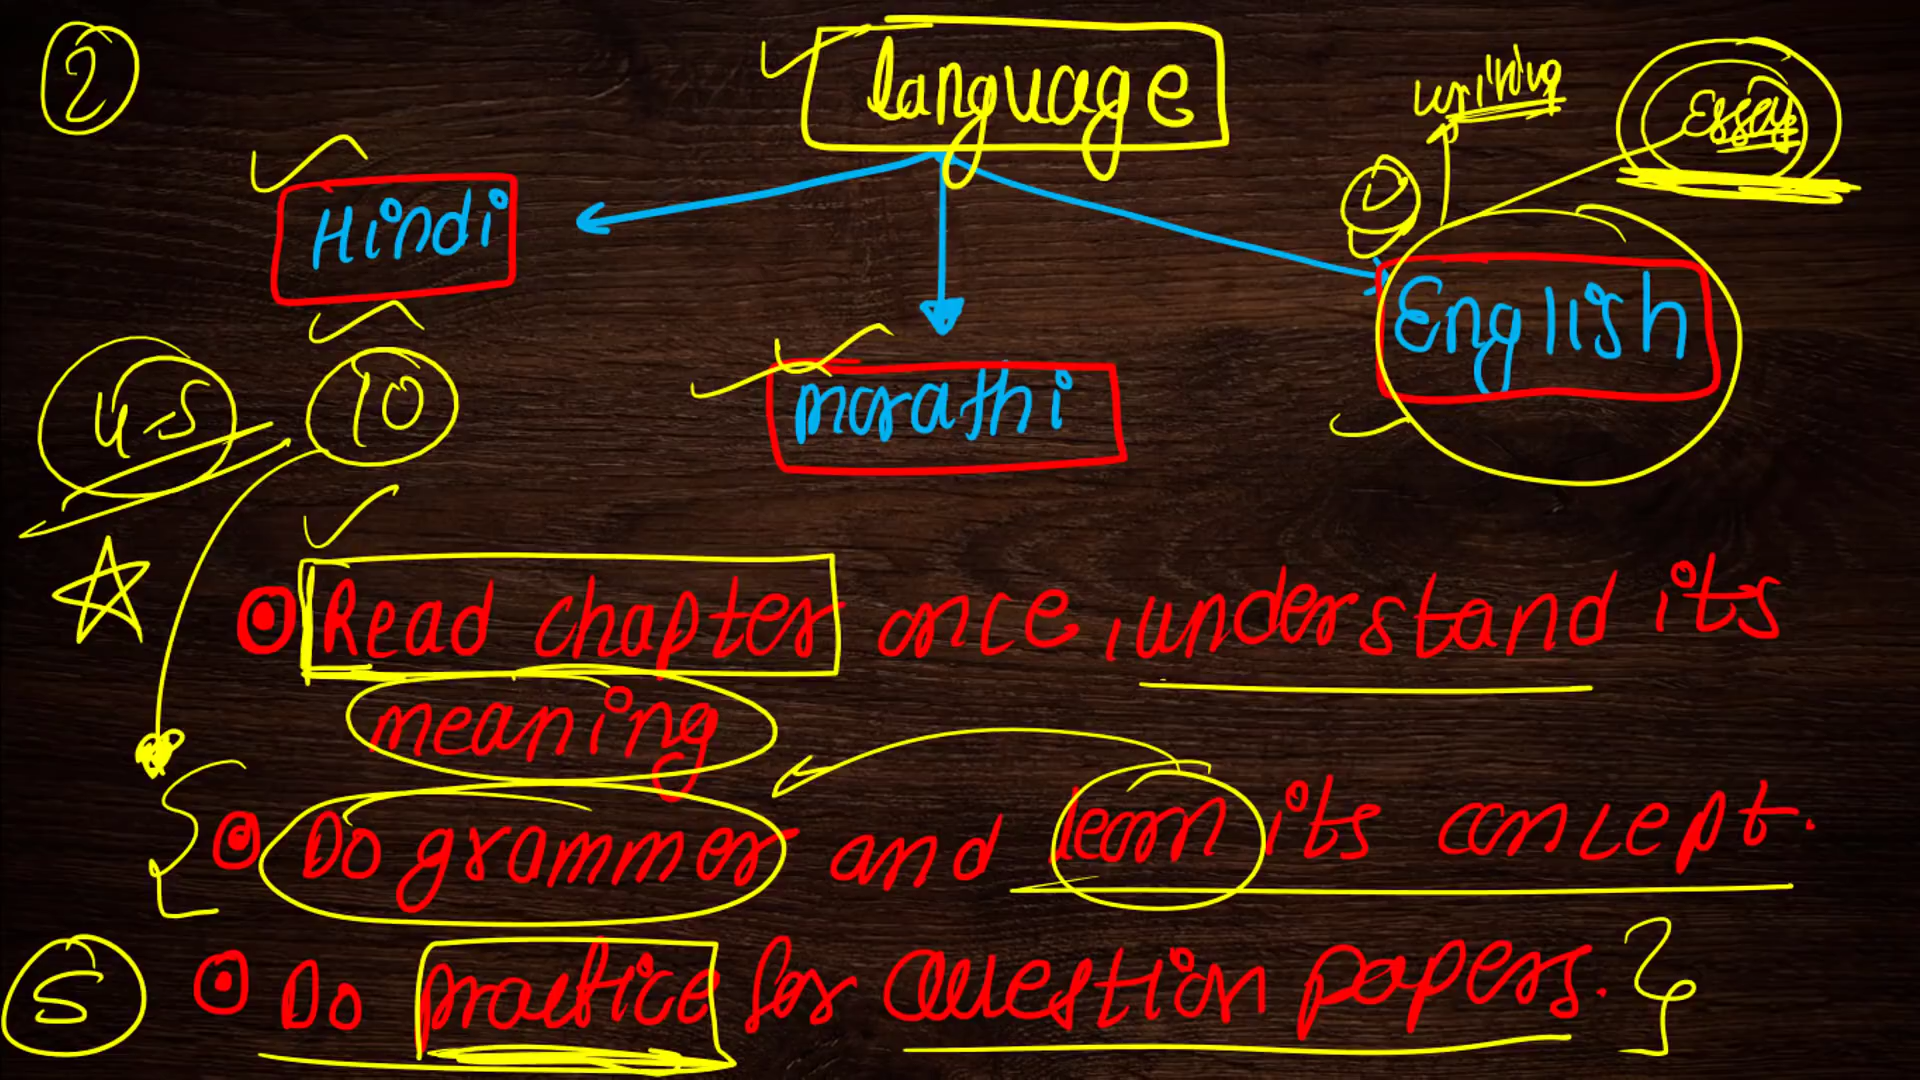 2
language
writing
Essay
Hindi
English
marathi
4-5
10
Read chapter once, understand its
meaning
Do grammer and learn its concept.
5
Do practice for Question papers.